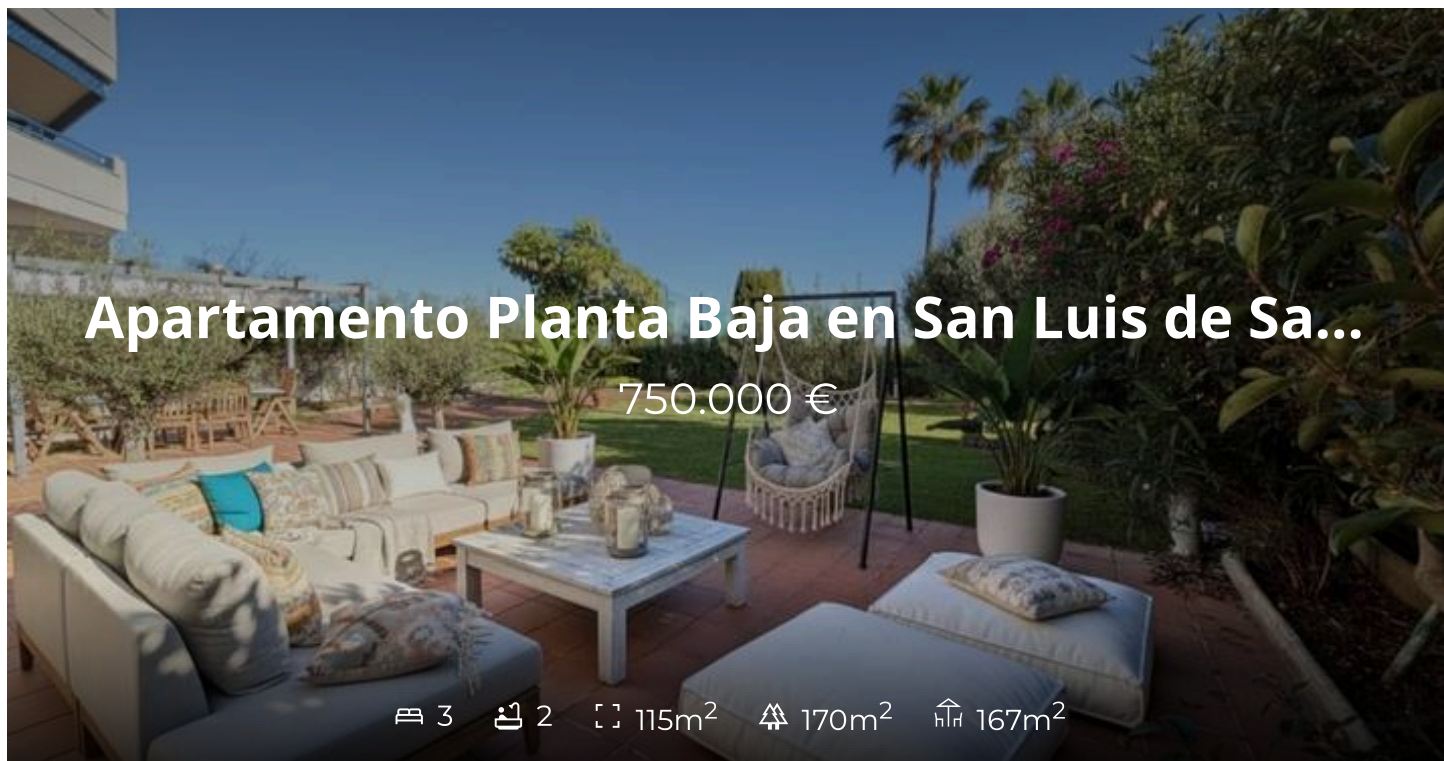 Apartamento Planta Baja en San Luis de Sa...
750.000 €
3 2 115m² 170m² 167m²